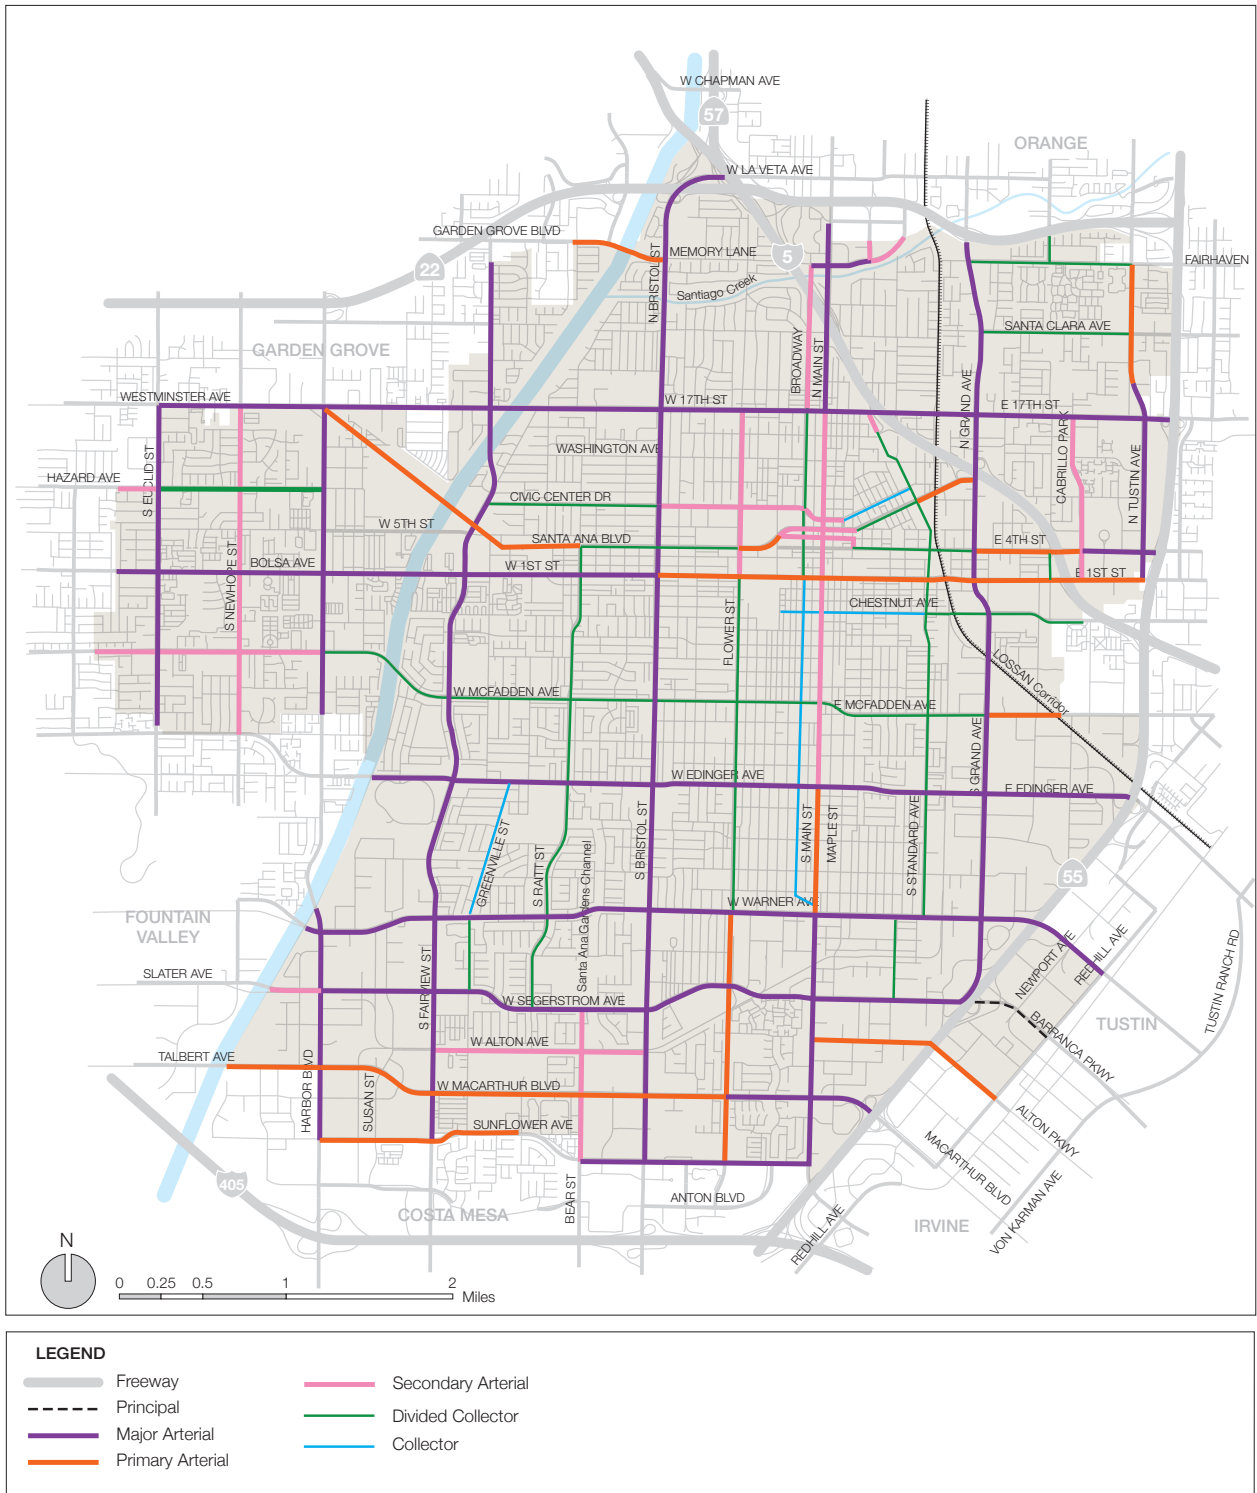 W CHAPMAN AVE
57
ORANGE
W LA VETA AVE
GARDEN GROVE BLVD
MEMORY LANE
5
22
FAIRHAVEN
N BRISTOL ST
Santiago Creek
SANTA CLARA AVE
GARDEN GROVE
BROADWAY
N MAIN ST
N GRAND AVE
WESTMINSTER AVE
W 17TH ST
E 17TH ST
CABRILLO PARK
N TUSTIN AVE
WASHINGTON AVE
HAZARD AVE
S EUCLID ST
CIVIC CENTER DR
W 5TH ST
SANTA ANA BLVD
E 4TH ST
BOLSA AVE
W 1ST ST
E 1ST ST
S NEWHOPE ST
FLOWER ST
CHESTNUT AVE
LOSSAN Corridor
W MCFADDEN AVE
E MCFADDEN AVE
S GRAND AVE
W EDINGER AVE
E EDINGER AVE
GREENVILLE ST
S RAITT ST
Santa Ana Gardens Channel
S BRISTOL ST
S MAIN ST
MAPLE ST
S STANDARD AVE
55
W WARNER AVE
FOUNTAIN
VALLEY
NEWPORT AVE
REDHILL AVE
TUSTIN RANCH RD
SLATER AVE
S FAIRVIEW ST
W SEGERSTROM AVE
TUSTIN
BARRANCA PKWY
W ALTON AVE
TALBERT AVE
HARBOR BLVD
SUSAN ST
W MACARTHUR BLVD
SUNFLOWER AVE
ALTON PKWY
MACARTHUR BLVD
VON KARMAN AVE
405
COSTA MESA
BEAR ST
ANTON BLVD
REDHILL AVE
IRVINE
N
0 0.25 0.5 1 2
Miles
LEGEND
Freeway
Principal
Major Arterial
Primary Arterial
Secondary Arterial
Divided Collector
Collector